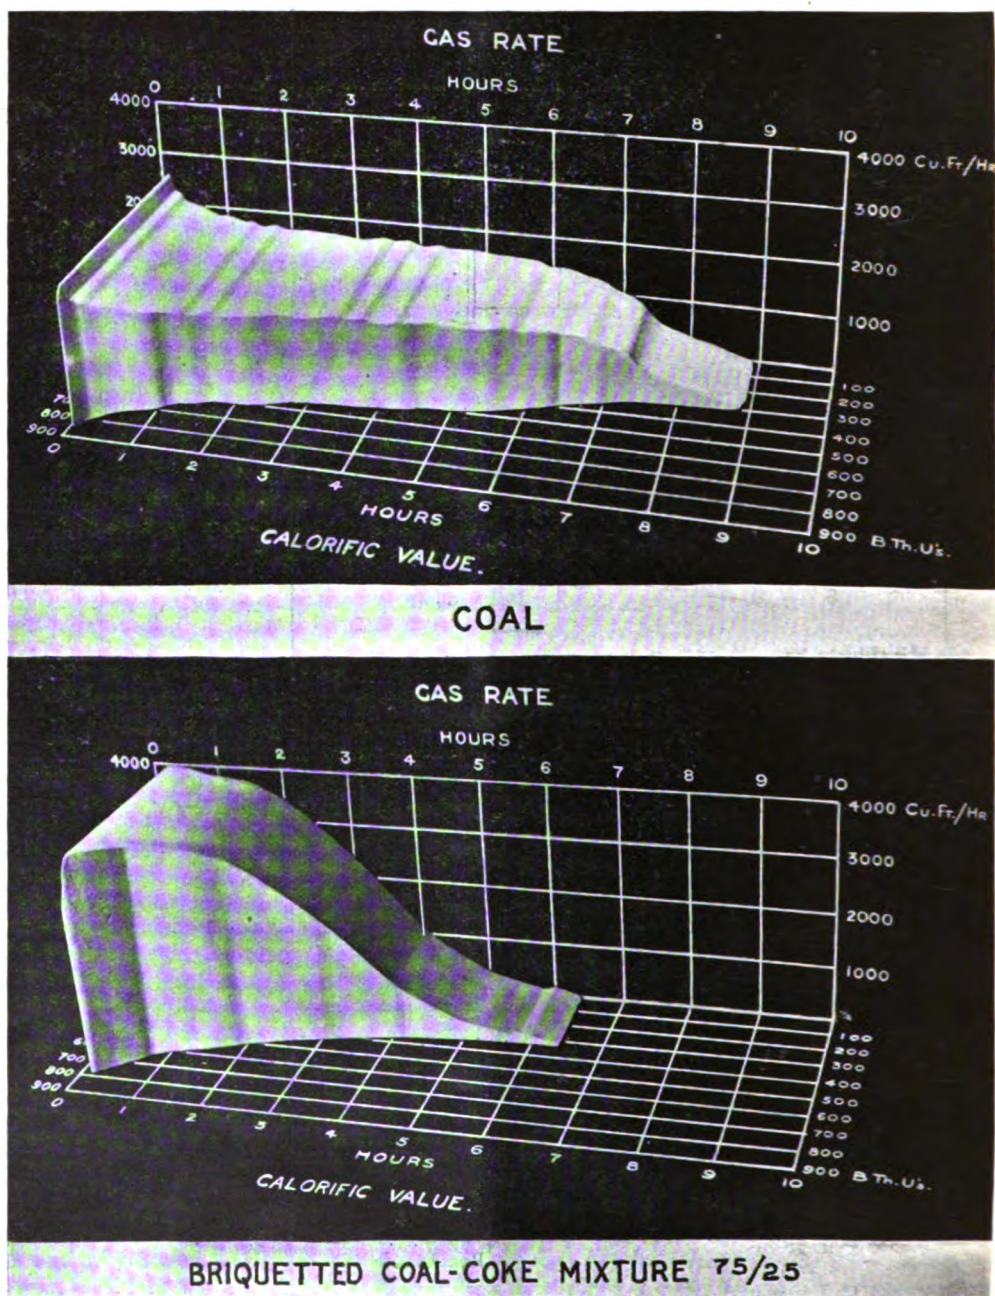 GAS RATE
HOURS
0 1 2 3 4 5 6 7 8 9 10
4000
4000 Cu.Ft/Hr
3000
3000
20
2000
1000
100
200
300
400
500
600
700
800
900 B.Th.U's.
70
800
900
0 1 2 3 4 5 6 7 8 9 10
HOURS
CALORIFIC VALUE.
COAL
GAS RATE
HOURS
0 1 2 3 4 5 6 7 8 9 10
4000
4000 Cu.Ft./Hr
3000
2000
1000
100
200
300
400
500
600
700
800
900 B.Th.U's.
6
700
800
900
0 1 2 3 4 5 6 7 8 9 10
HOURS
CALORIFIC VALUE.
BRIQUETTED COAL-COKE MIXTURE 75/25